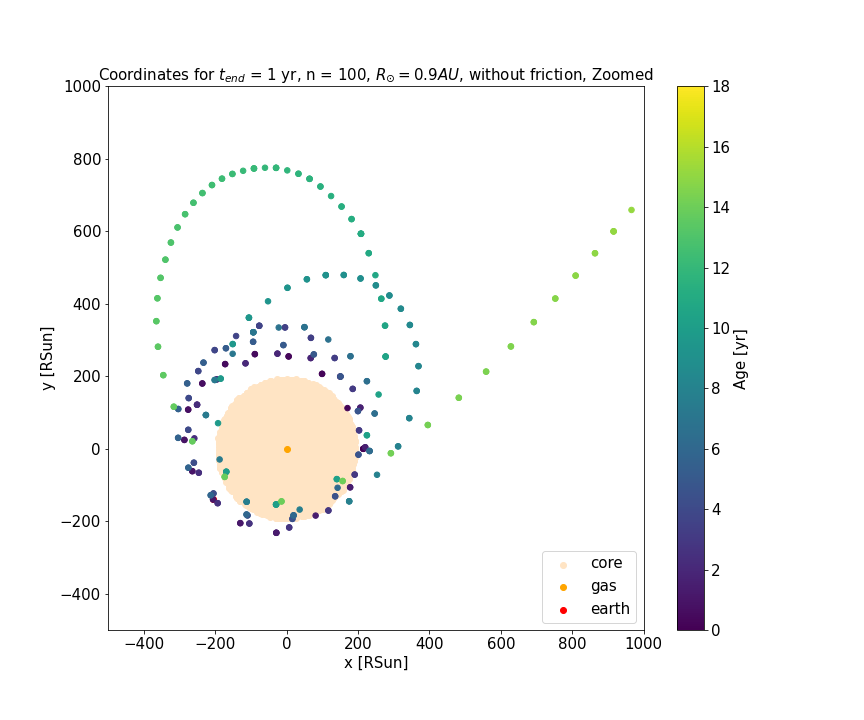 Coordinates for t_end = 1 yr, n = 100, R_⊙ = 0.9AU, without friction, Zoomed
1000
800
600
400
200
0
−200
−400
y [RSun]
−400 −200 0 200 400 600 800 1000
x [RSun]
core
gas
earth
18
16
14
12
10
8
6
4
2
0
Age [yr]